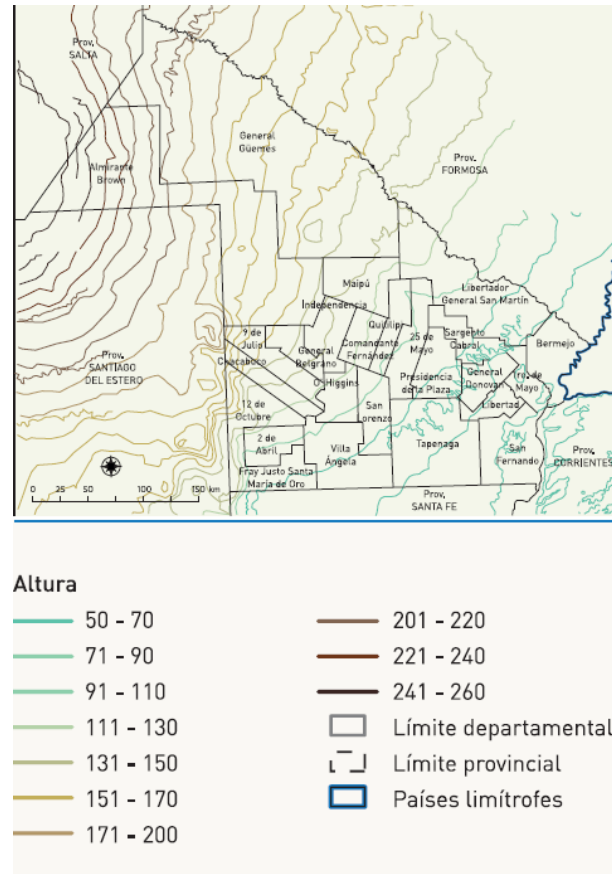 Prov.
SALTA
General
Güemes
Almirante
Brown
Prov.
FORMOSA
Maipú
Libertador
General San Martín
Independencia
9 de
Julio
Quitilipi
25 de
Mayo
Sargento
Cabral
Bermejo
Chacabuco
General
Belgrano
Comandante
Fernández
Prov.
SANTIAGO
DEL ESTERO
O'Higgins
Presidencia
de la Plaza
General
Donovan
1ro. de
Mayo
12 de
Octubre
San
Lorenzo
Libertad
2 de
Abril
Villa
Ángela
Tapenaga
San
Fernando
Prov.
CORRIENTES
Fray Justo Santa
María de Oro
0 25 50 100 150 km
Prov.
SANTA FE
Altura
50 - 70
71 - 90
91 - 110
111 - 130
131 - 150
151 - 170
171 - 200
201 - 220
221 - 240
241 - 260
Límite departamental
Límite provincial
Países limítrofes